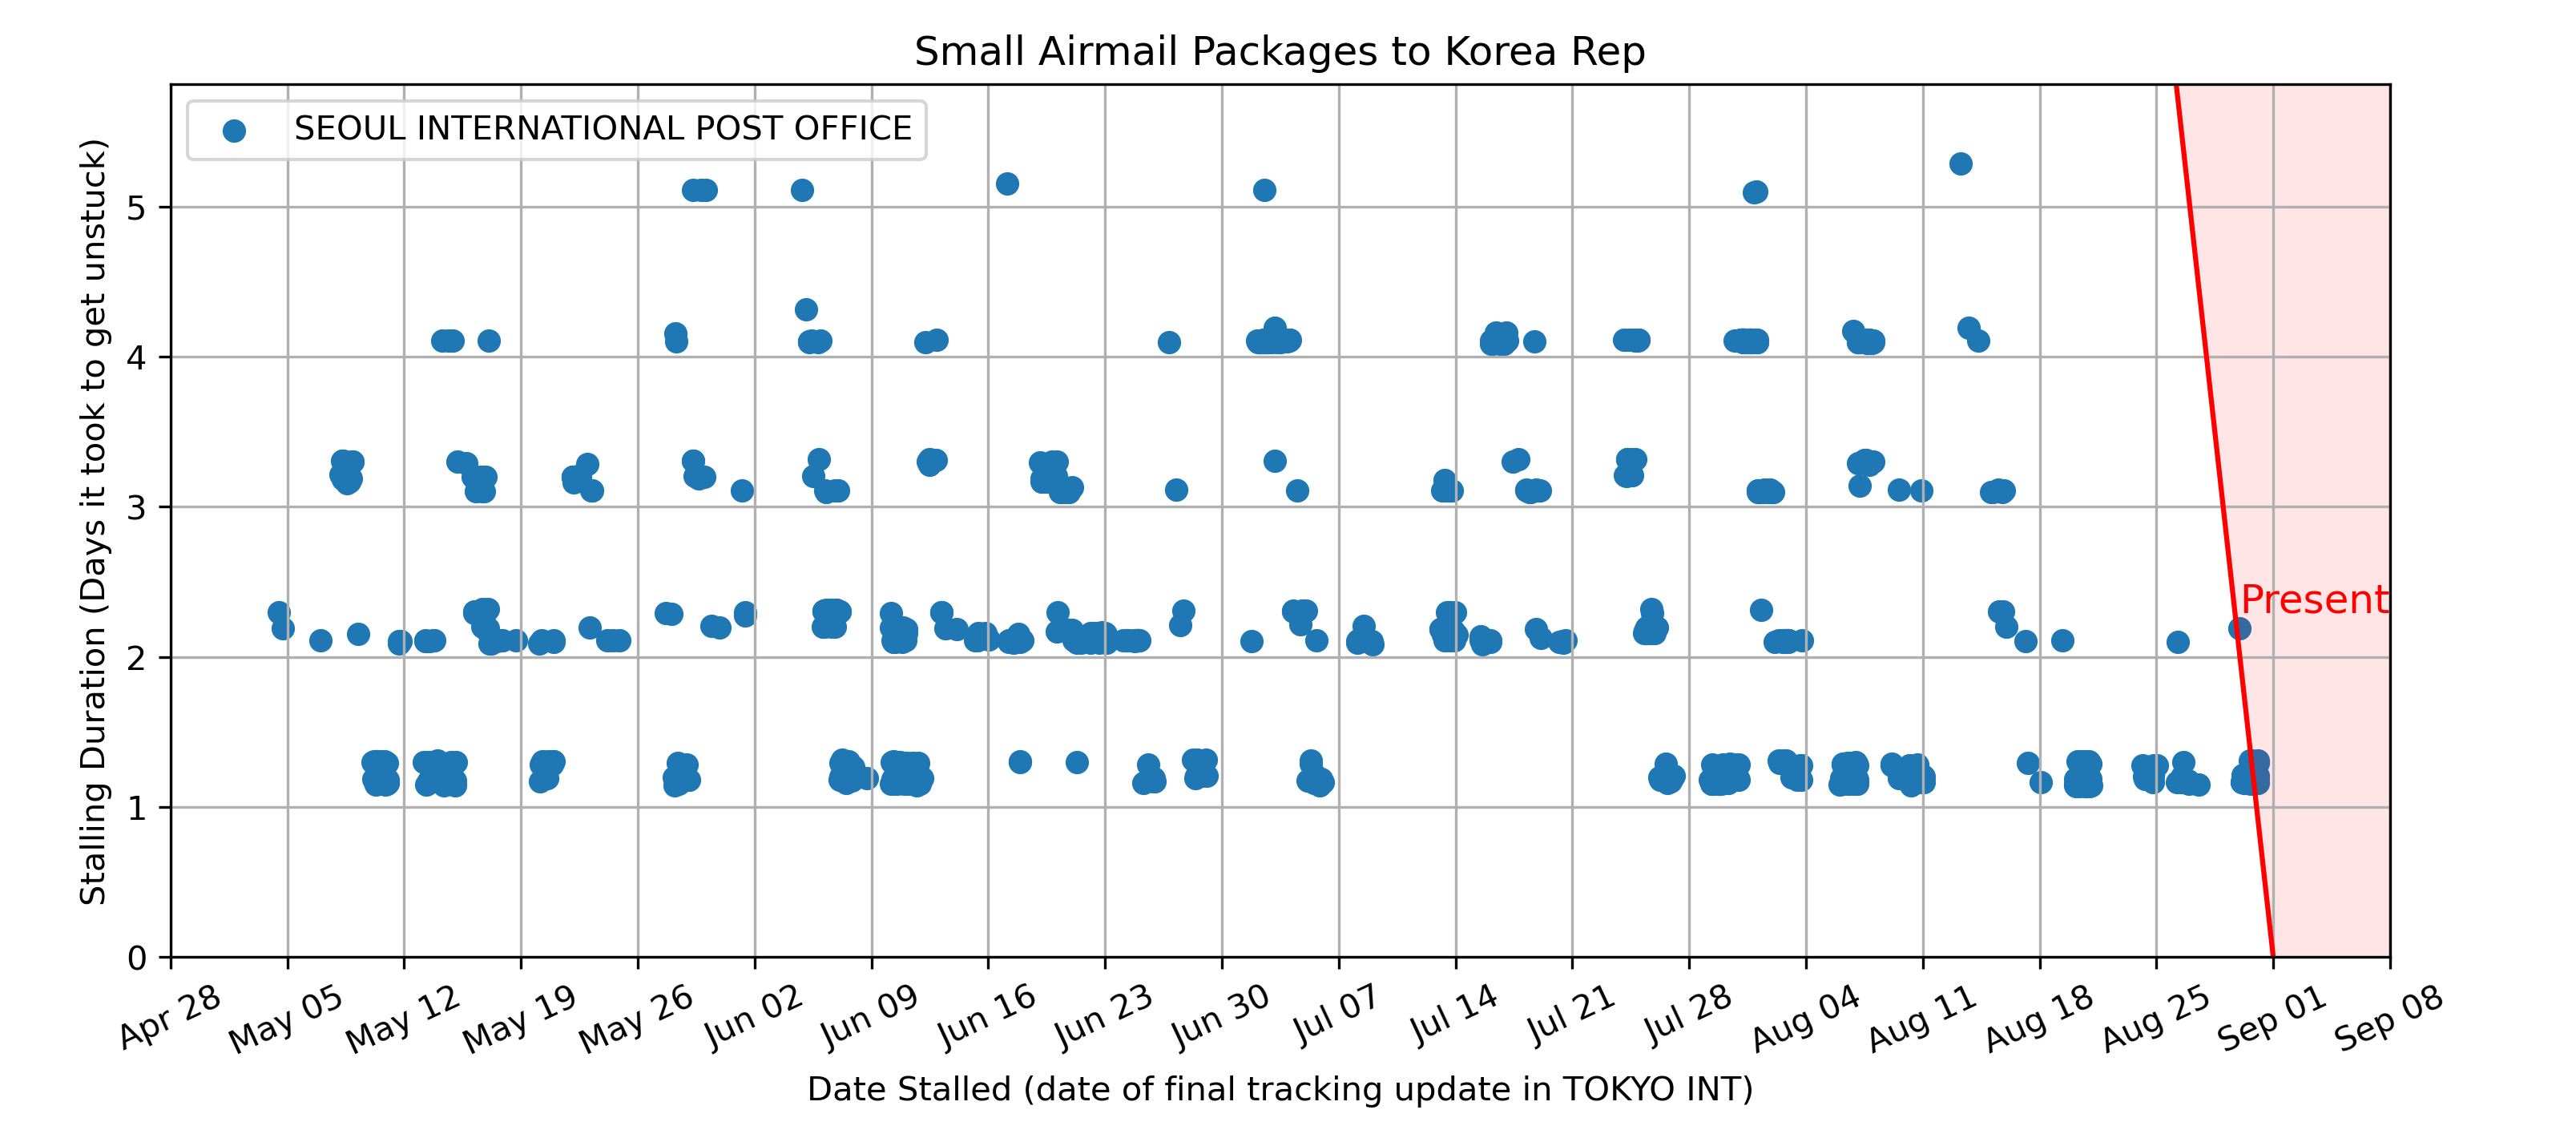 Small Airmail Packages to Korea Rep
SEOUL INTERNATIONAL POST OFFICE
Stalling Duration (Days it took to get unstuck)
5
4
3
2
1
0
Present
Apr 28
May 05
May 12
May 19
May 26
Jun 02
Jun 09
Jun 16
Jun 23
Jun 30
Jul 07
Jul 14
Jul 21
Jul 28
Aug 04
Aug 11
Aug 18
Aug 25
Sep 01
Sep 08
Date Stalled (date of final tracking update in TOKYO INT)